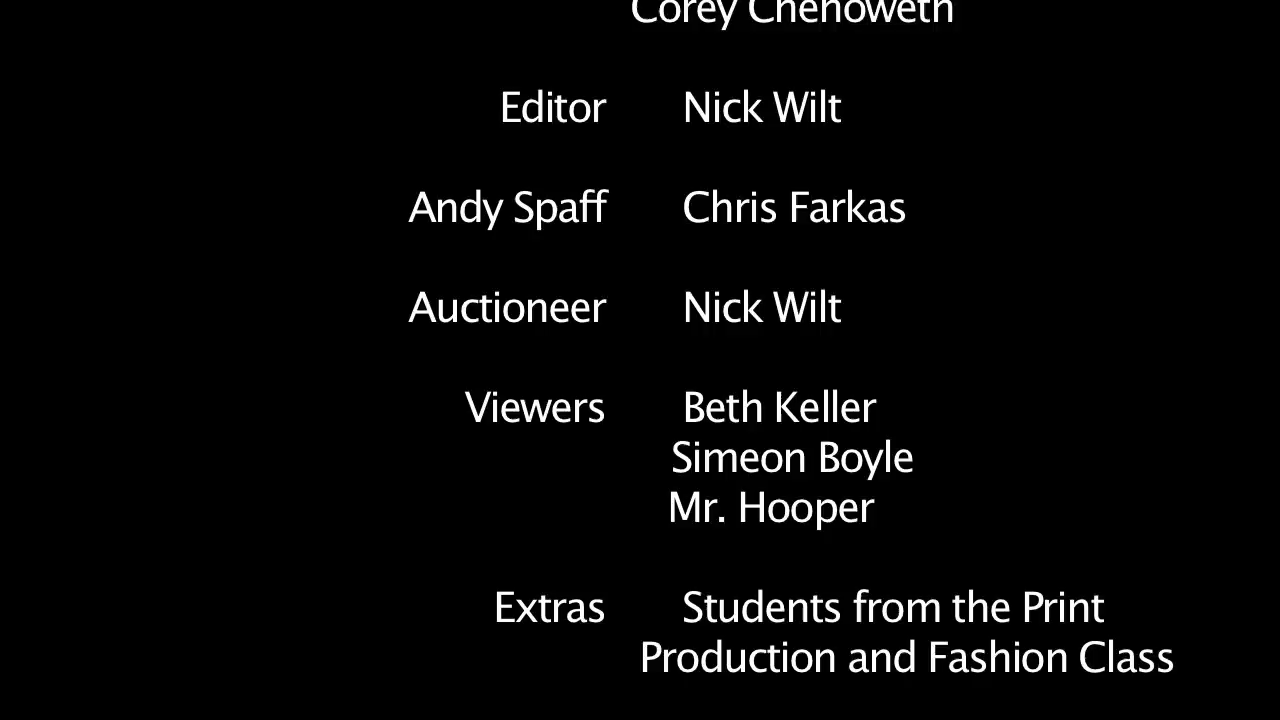 Corey Chenoweth
Editor Nick Wilt
Andy Spaff Chris Farkas
Auctioneer Nick Wilt
Viewers Beth Keller
Simeon Boyle
Mr. Hooper
Extras Students from the Print
Production and Fashion Class